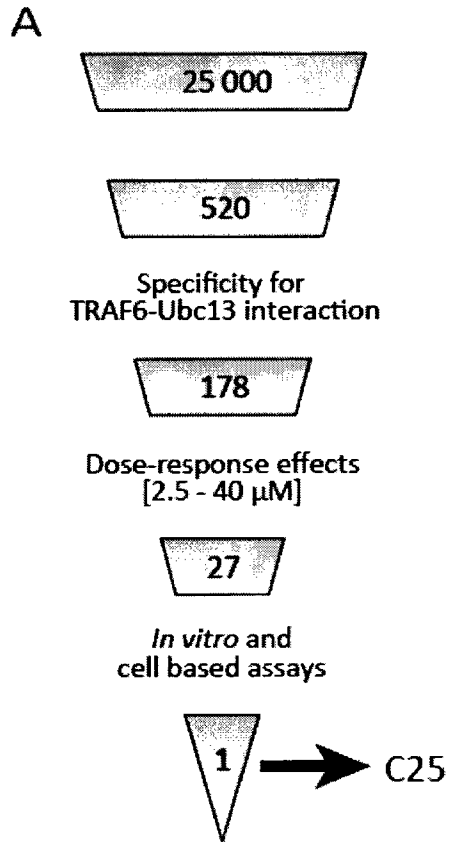 A
25 000
520
Specificity for
TRAF6-Ubc13 interaction
178
Dose-response effects
[2.5 - 40 µM]
27
In vitro and
cell based assays
1
C25